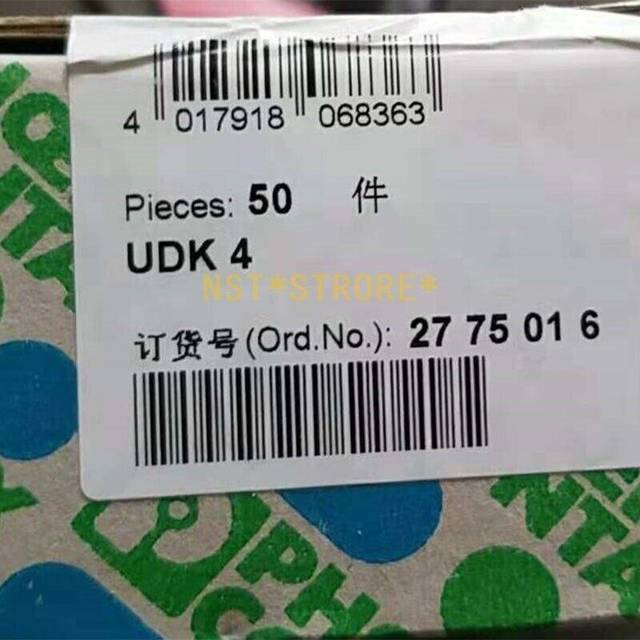 4 017918 068363
Pieces: 50 件
UDK 4
NST*STRORE*
订货号(Ord.No.): 27 75 01 6
PH